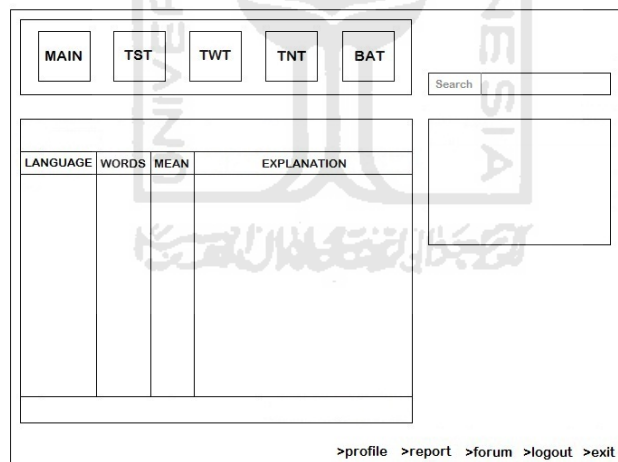 MAIN TST TWT TNT BAT
Search
LANGUAGE WORDS MEAN EXPLANATION
>profile >report >forum >logout >exit